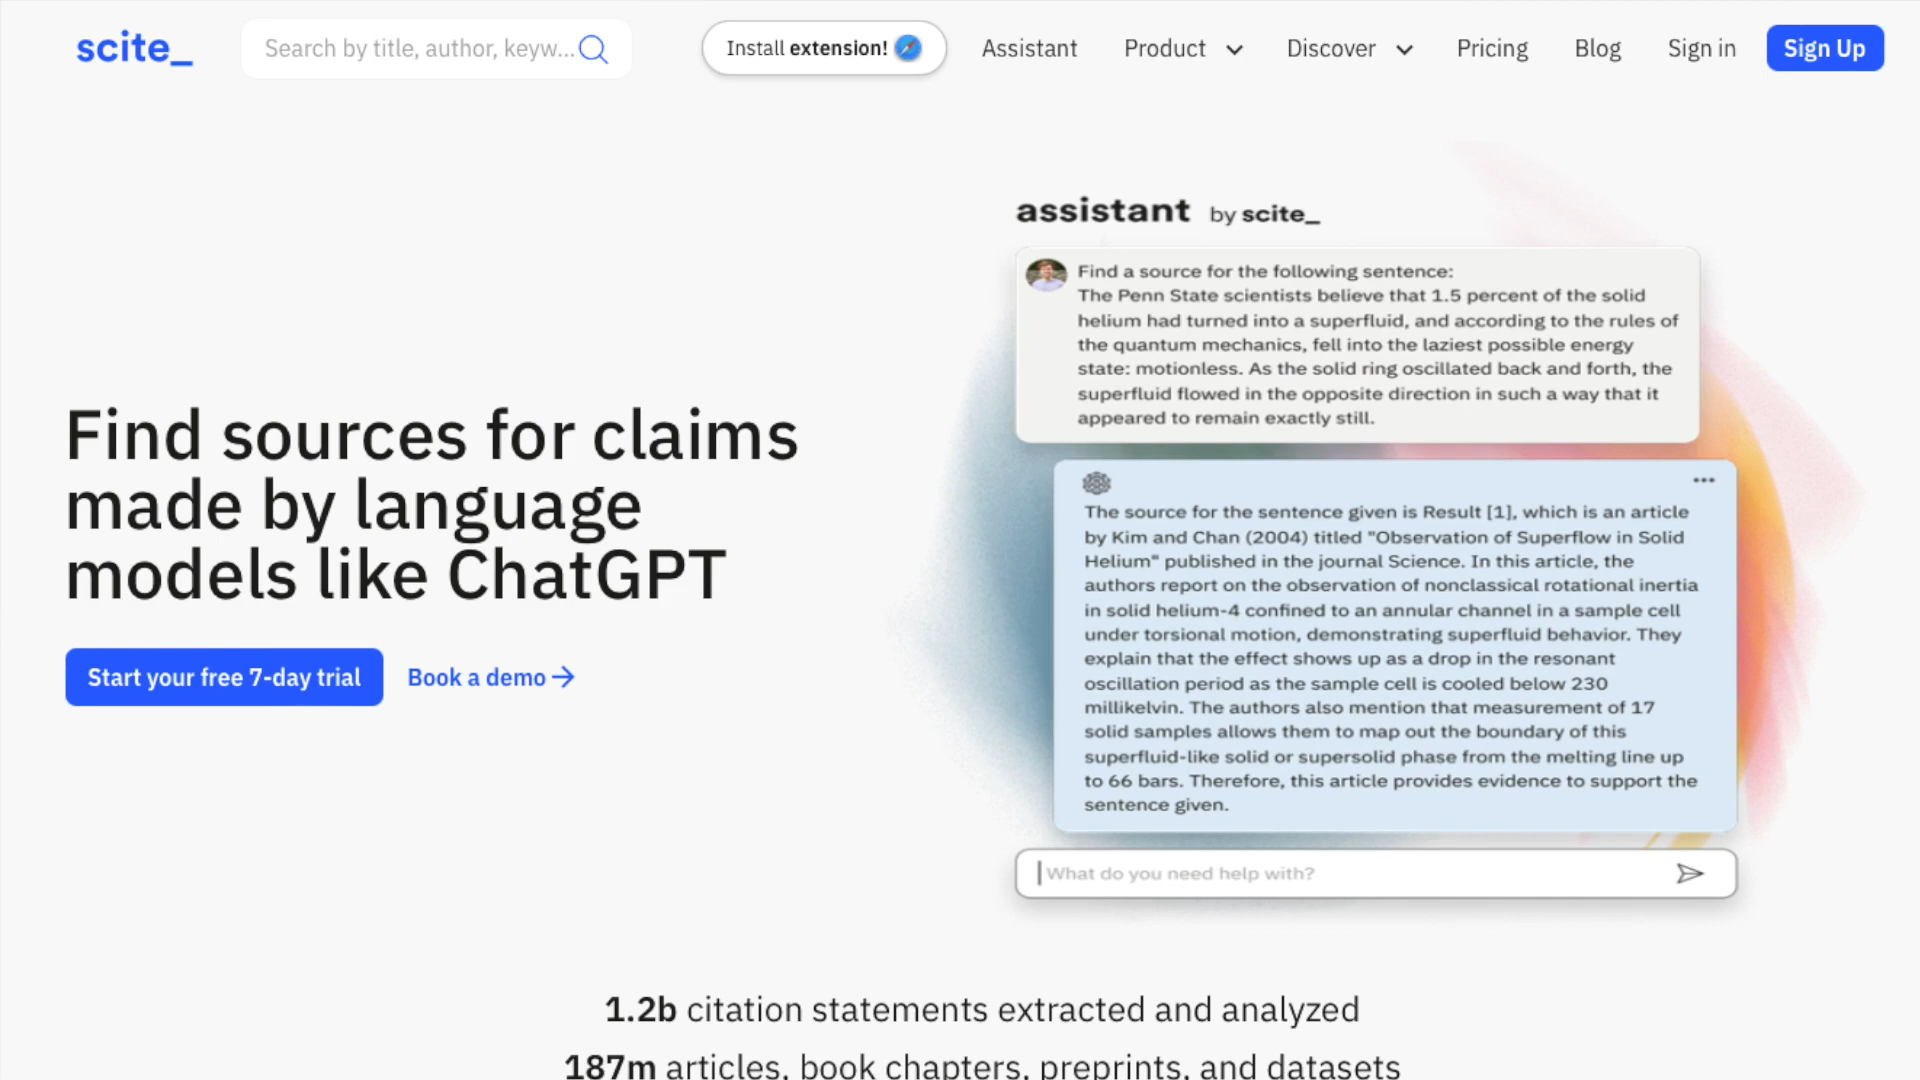 scite_
Search by title, author, keyw...
Install extension!
Assistant
Product
Discover
Pricing
Blog
Sign in
Sign Up
Find sources for claims
made by language
models like ChatGPT
Start your free 7-day trial
Book a demo →
assistant by scite_
Find a source for the following sentence:
The Penn State scientists believe that 1.5 percent of the solid
helium had turned into a superfluid, and according to the rules of
the quantum mechanics, fell into the laziest possible energy
state: motionless. As the solid ring oscillated back and forth, the
superfluid flowed in the opposite direction in such a way that it
appeared to remain exactly still.
The source for the sentence given is Result [1], which is an article
by Kim and Chan (2004) titled "Observation of Superflow in Solid
Helium" published in the journal Science. In this article, the
authors report on the observation of nonclassical rotational inertia
in solid helium-4 confined to an annular channel in a sample cell
under torsional motion, demonstrating superfluid behavior. They
explain that the effect shows up as a drop in the resonant
oscillation period as the sample cell is cooled below 230
millikelvin. The authors also mention that measurement of 17
solid samples allows them to map out the boundary of this
superfluid-like solid or supersolid phase from the melting line up
to 66 bars. Therefore, this article provides evidence to support the
sentence given.
What do you need help with?
1.2b citation statements extracted and analyzed
187m articles, book chapters, preprints, and datasets